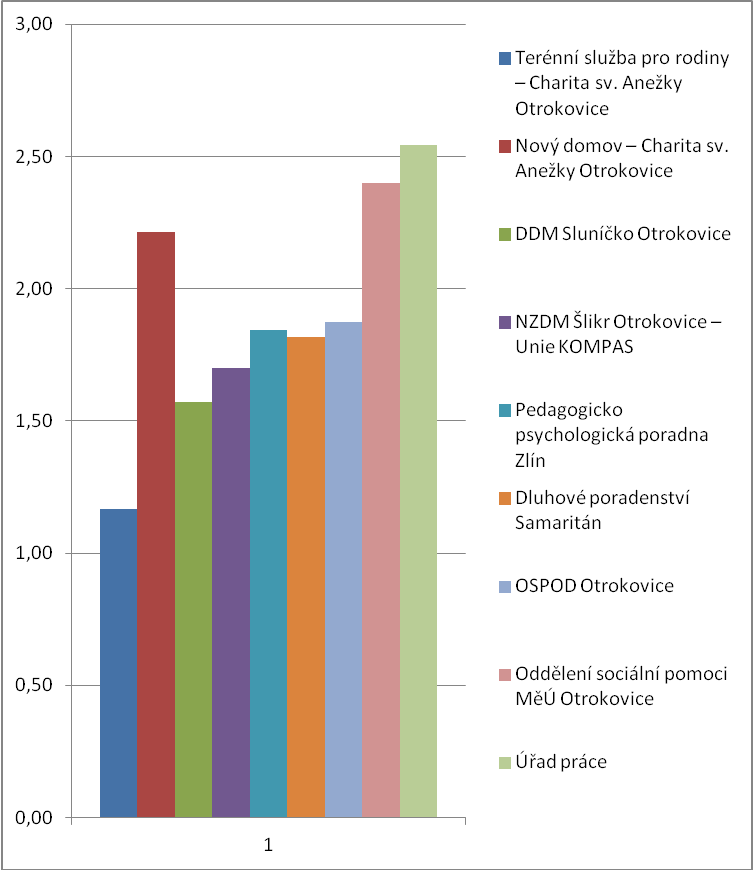 3,00
2,50
2,00
1,50
1,00
0,50
0,00
1
Terénní služba pro rodiny
– Charita sv. Anežky
Otrokovice
Nový domov – Charita sv.
Anežky Otrokovice
DDM Sluníčko Otrokovice
NZDM Šlikr Otrokovice –
Unie KOMPAS
Pedagogicko
psychologická poradna
Zlín
Dluhové poradenství
Samaritán
OSPOD Otrokovice
Oddělení sociální pomoci
MěÚ Otrokovice
Úřad práce